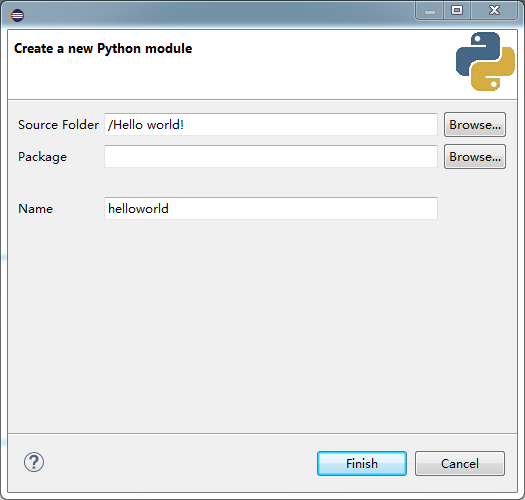 Create a new Python module
Source Folder /Hello world! Browse...
Package Browse...
Name helloworld
? Finish Cancel